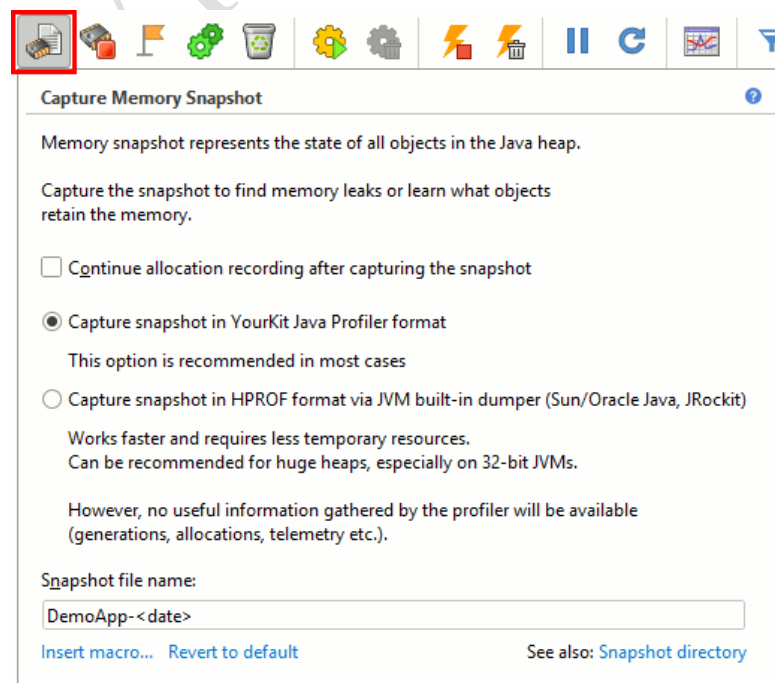 Capture Memory Snapshot
Memory snapshot represents the state of all objects in the Java heap.
Capture the snapshot to find memory leaks or learn what objects
retain the memory.
Continue allocation recording after capturing the snapshot
Capture snapshot in YourKit Java Profiler format
This option is recommended in most cases
Capture snapshot in HPROF format via JVM built-in dumper (Sun/Oracle Java, JRockit)
Works faster and requires less temporary resources.
Can be recommended for huge heaps, especially on 32-bit JVMs.
However, no useful information gathered by the profiler will be available
(generations, allocations, telemetry etc.).
Snapshot file name:
DemoApp-<date>
Insert macro... Revert to default See also: Snapshot directory